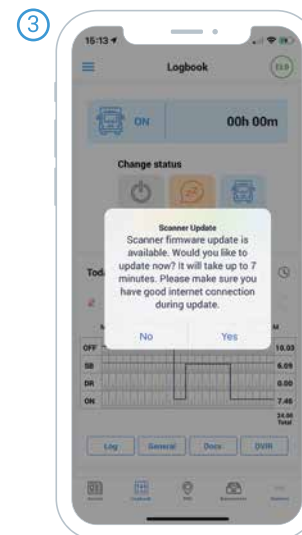 3
15:13
Logbook
ELD
ON
00h 00m
Change status
Scanner Update
Scanner firmware update is
available. Would you like to
update now? It will take up to 7
minutes. Please make sure you
have good internet connection
during update.
No
Yes
OFF
10.03
SB
6.09
DR
0.00
ON
7.48
24.00
Total
Log
General
Docs
DVIR
Logbook